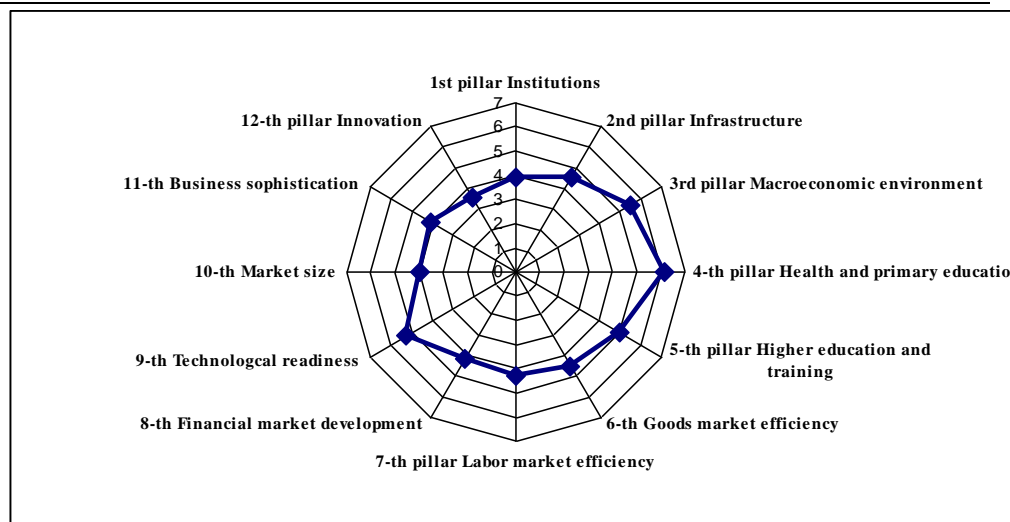 1st pillar Institutions
7
12-th pillar Innovation
6
2nd pillar Infrastructure
5
11-th Business sophistication
4
3rd pillar Macroeconomic environment
3
2
1
10-th Market size
0
4-th pillar Health and primary educatio
9-th Technologcal readiness
5-th pillar Higher education and
training
8-th Financial market development
6-th Goods market efficiency
7-th pillar Labor market efficiency